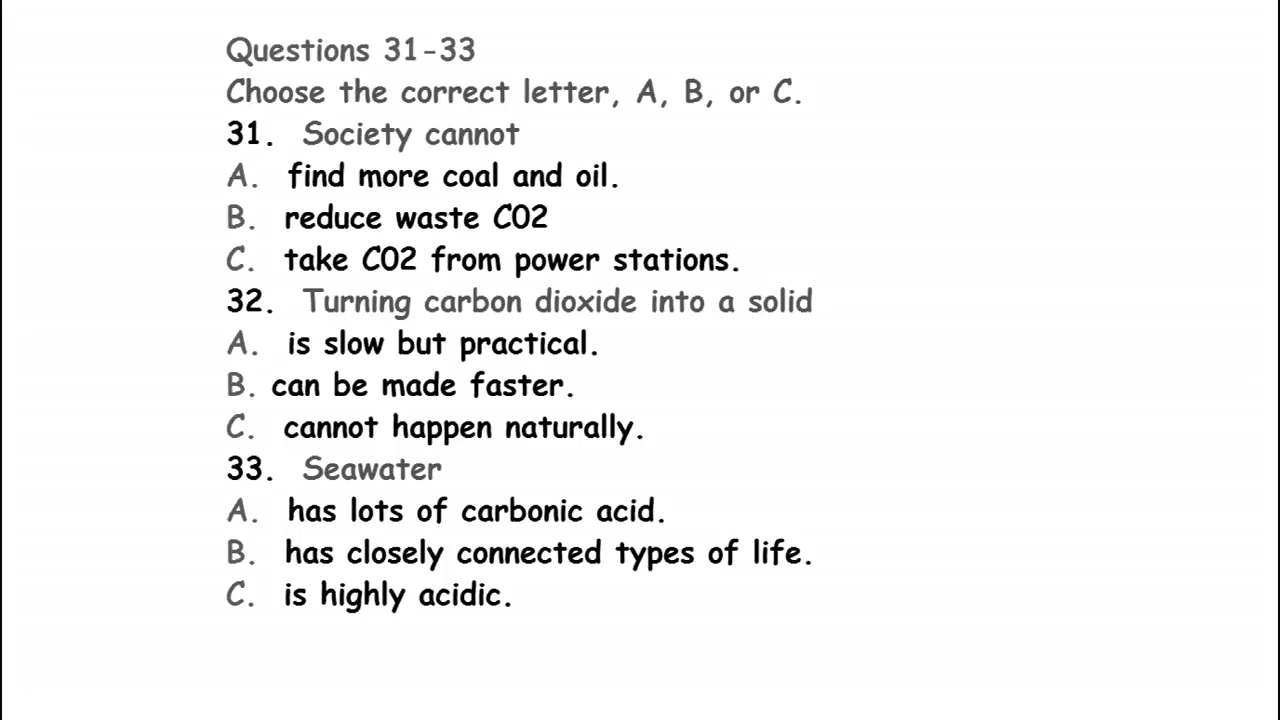 Questions 31-33
Choose the correct letter, A, B, or C.
31. Society cannot
A. find more coal and oil.
B. reduce waste CO2
C. take CO2 from power stations.
32. Turning carbon dioxide into a solid
A. is slow but practical.
B. can be made faster.
C. cannot happen naturally.
33. Seawater
A. has lots of carbonic acid.
B. has closely connected types of life.
C. is highly acidic.